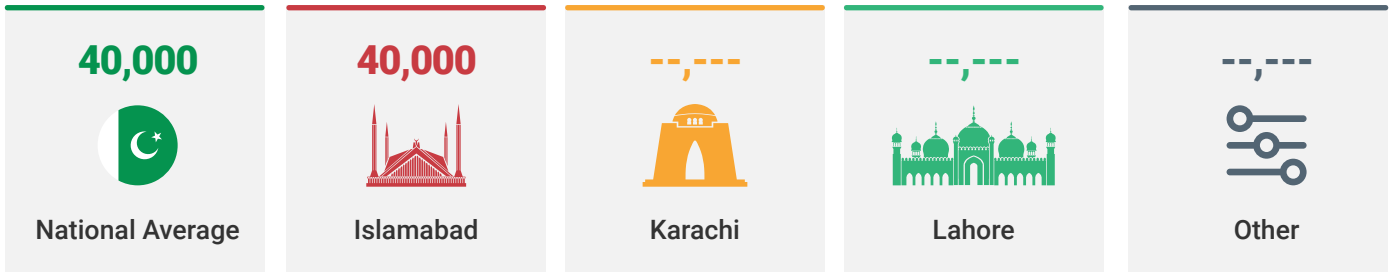 40,000
40,000
--,---
--,---
--,---
National Average
Islamabad
Karachi
Lahore
Other